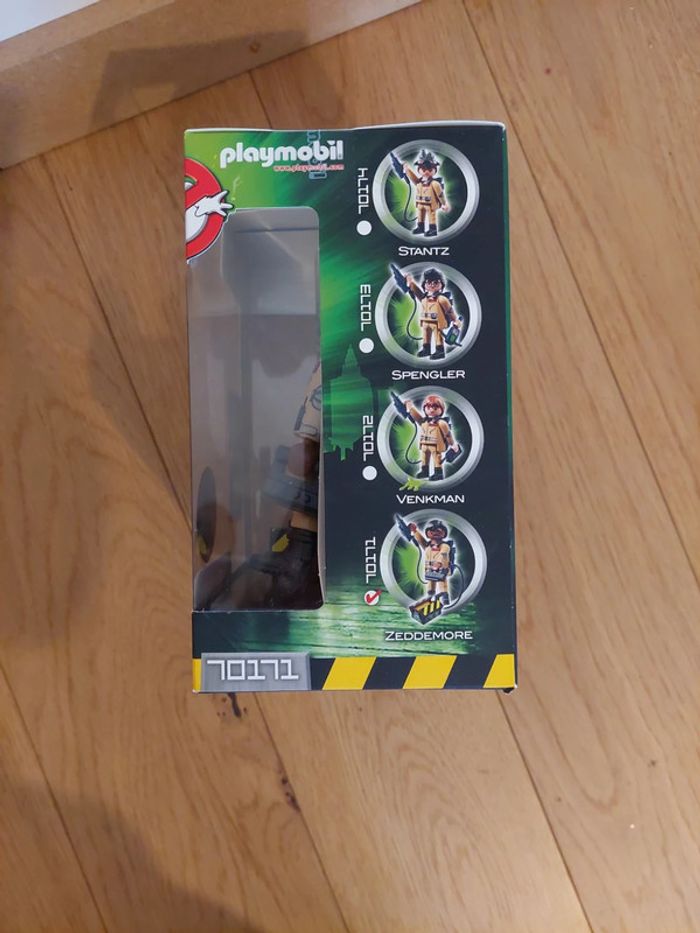 playmobil
www.playmobil.com
70174
STANTZ
70173
SPENGLER
70172
VENKMAN
70171
ZEDDEMORE
70171